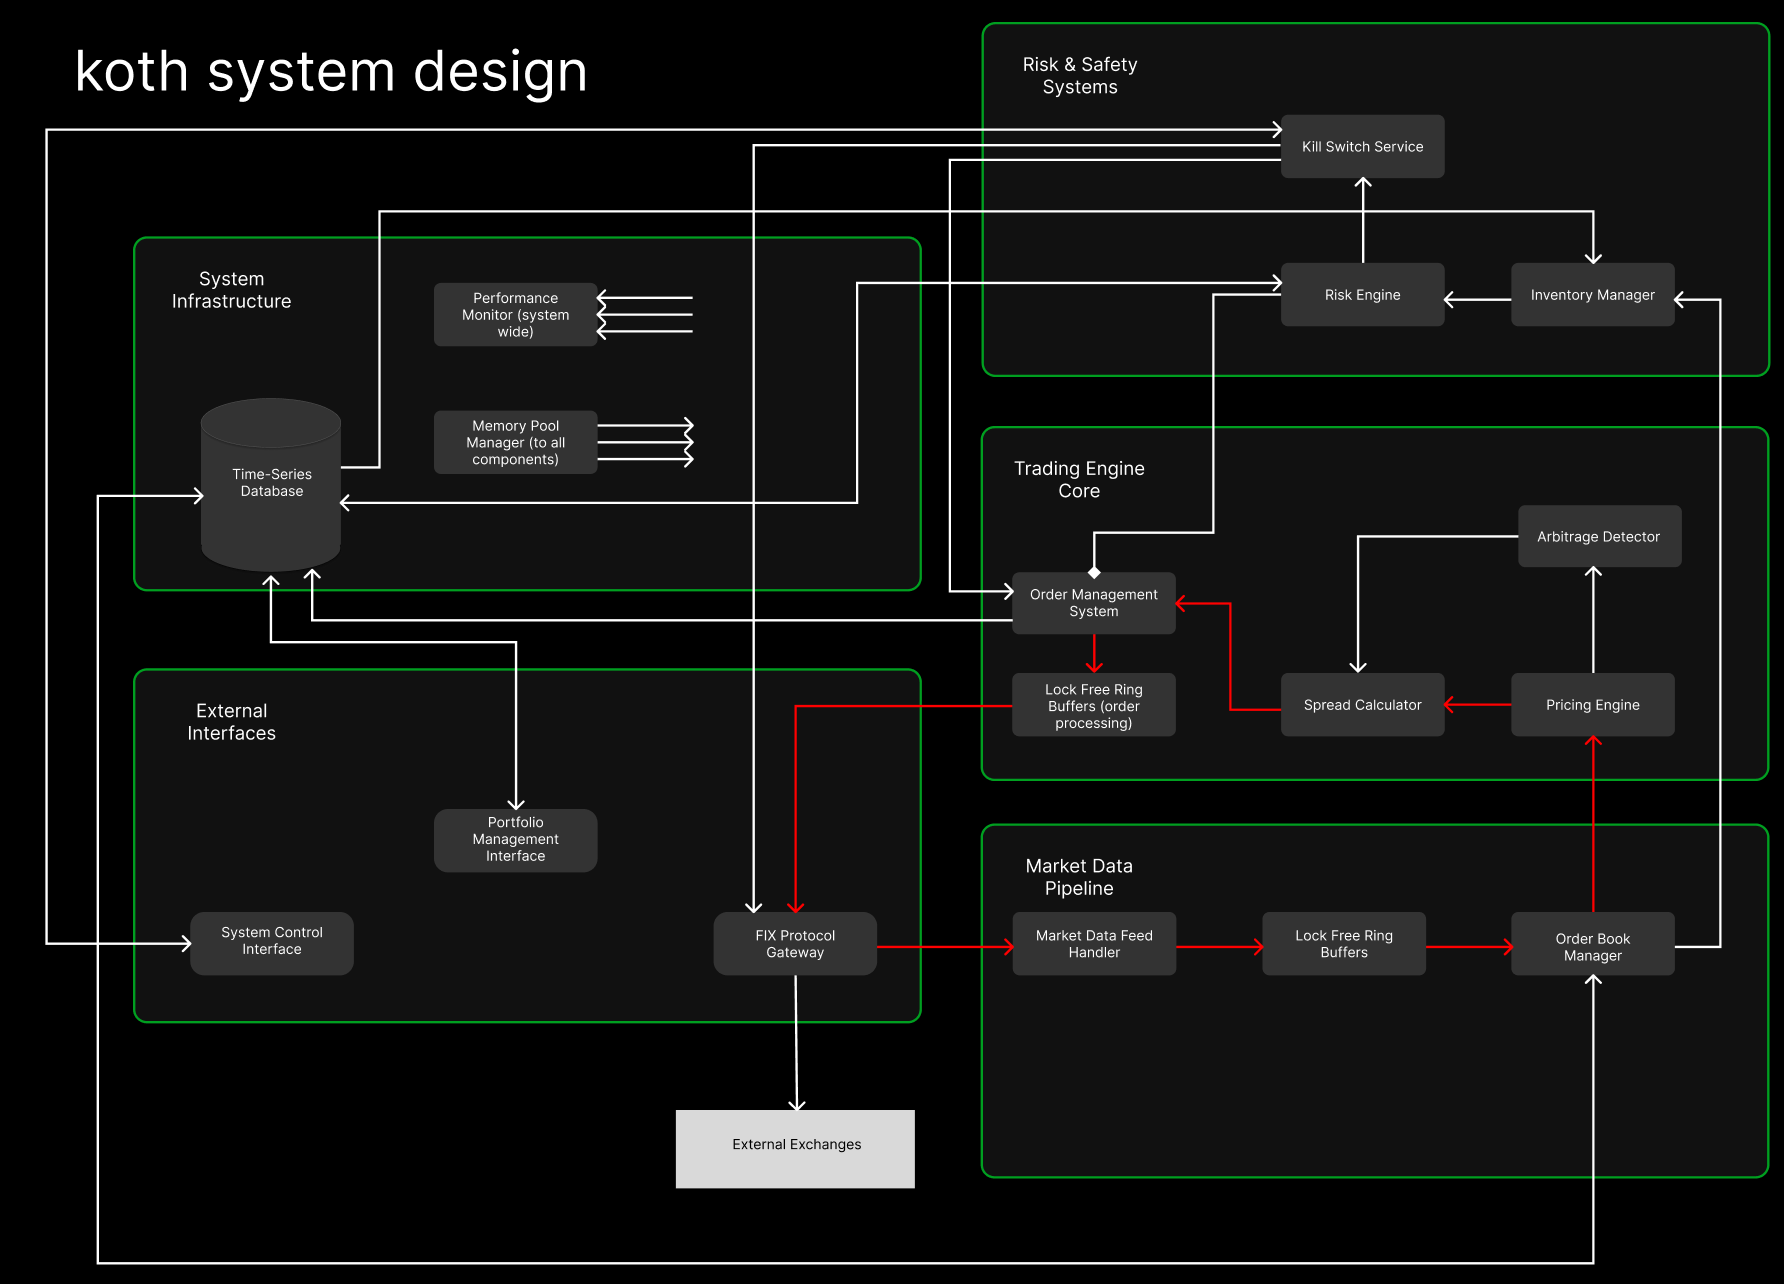 koth system design
Risk & Safety
Systems
Kill Switch Service
Risk Engine
Inventory Manager
System
Infrastructure
Performance
Monitor (system
wide)
Memory Pool
Manager (to all
components)
Time-Series
Database
Trading Engine
Core
Arbitrage Detector
Order Management
System
Lock Free Ring
Buffers (order
processing)
Spread Calculator
Pricing Engine
External
Interfaces
Portfolio
Management
Interface
System Control
Interface
FIX Protocol
Gateway
Market Data
Pipeline
Market Data Feed
Handler
Lock Free Ring
Buffers
Order Book
Manager
External Exchanges